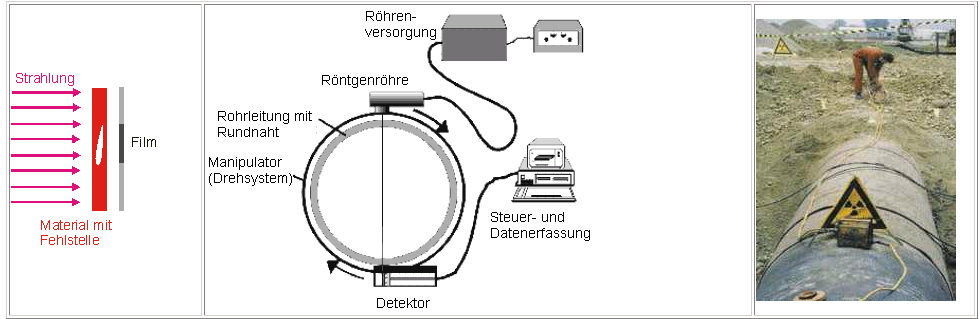 Strahlung
Film
Material mit
Fehlstelle
Röhren-
versorgung
Röntgenröhre
Rohrleitung mit
Rundnaht
Manipulator
(Drehsystem)
Steuer- und
Datenerfassung
Detektor